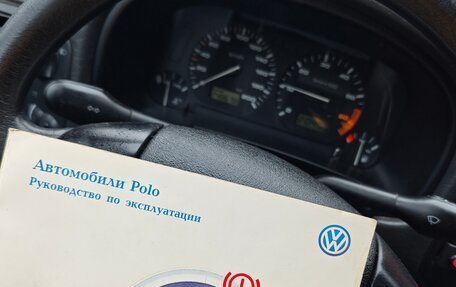 Автомобили Polo
Руководство по эксплуатации